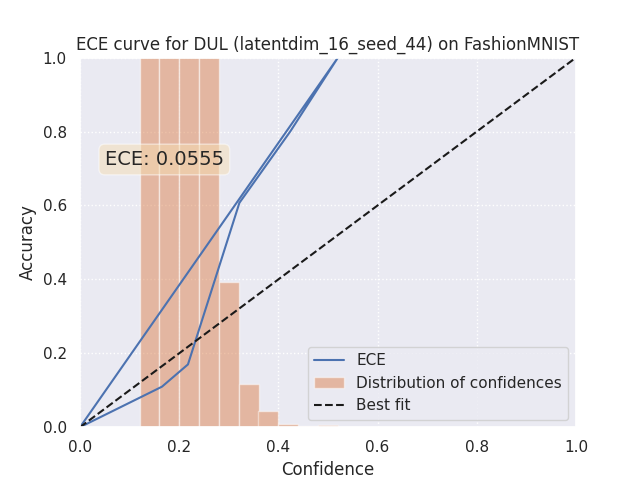 ECE curve for DUL (latentdim_16_seed_44) on FashionMNIST
1.0
0.8
0.6
0.4
0.2
0.0
Accuracy
ECE: 0.0555
ECE
Distribution of confidences
Best fit
0.0 0.2 0.4 0.6 0.8 1.0
Confidence